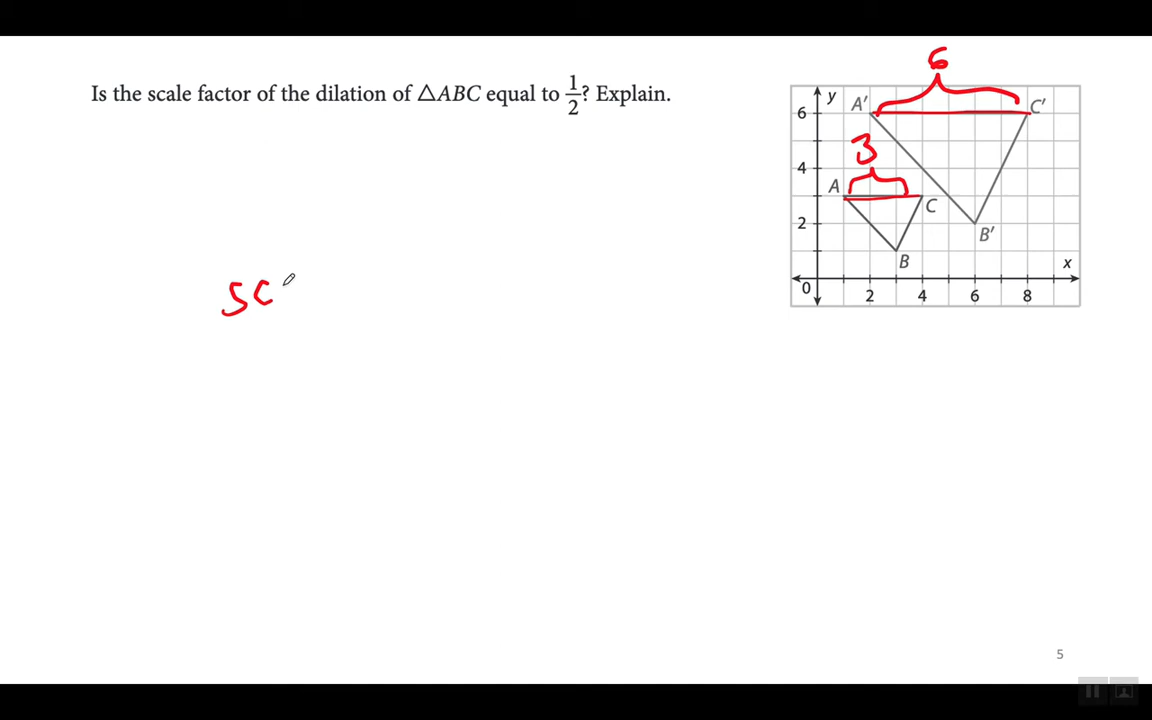 Is the scale factor of the dilation of △ABC equal to 1/2? Explain.
6
y
6
A′
C′
3
4
A
C
2
B′
B
x
0
2
4
6
8
sc
5